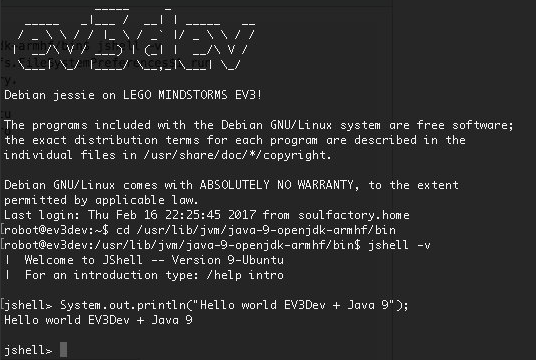 Debian jessie on LEGO MINDSTORMS EV3!
The programs included with the Debian GNU/Linux system are free software;
the exact distribution terms for each program are described in the
individual files in /usr/share/doc/*/copyright.
Debian GNU/Linux comes with ABSOLUTELY NO WARRANTY, to the extent
permitted by applicable law.
Last login: Thu Feb 16 22:25:45 2017 from soulfactory.home
[robot@ev3dev:~$ cd /usr/lib/jvm/java-9-openjdk-armhf/bin
[robot@ev3dev:/usr/lib/jvm/java-9-openjdk-armhf/bin$ jshell -v
|  Welcome to JShell -- Version 9-Ubuntu
|  For an introduction type: /help intro
[jshell> System.out.println("Hello world EV3Dev + Java 9");
Hello world EV3Dev + Java 9
jshell>